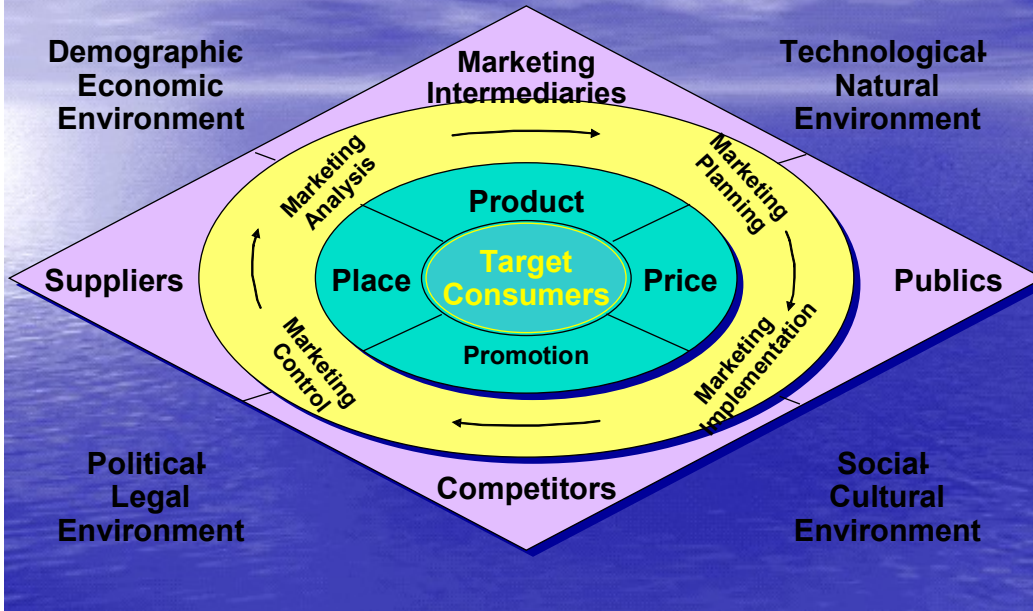 Demographic-
Economic
Environment
Marketing
Intermediaries
Technological-
Natural
Environment
Marketing
Analysis
Marketing
Planning
Product
Suppliers
Place
Target
Consumers
Price
Publics
Promotion
Marketing
Control
Marketing
Implementation
Competitors
Political-
Legal
Environment
Social-
Cultural
Environment